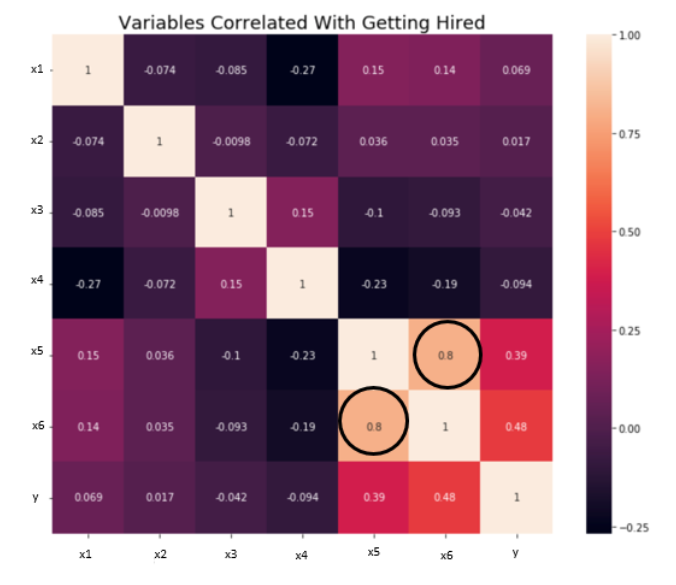 Variables Correlated With Getting Hired
x1 1 -0.074 -0.085 -0.27 0.15 0.14 0.069
x2 -0.074 1 -0.0098 -0.072 0.036 0.035 0.017
x3 -0.085 -0.0098 1 0.15 -0.1 -0.093 -0.042
x4 -0.27 -0.072 0.15 1 -0.23 -0.19 -0.094
x5 0.15 0.036 -0.1 -0.23 1 0.8 0.39
x6 0.14 0.035 -0.093 -0.19 0.8 1 0.48
y 0.069 0.017 -0.042 -0.094 0.39 0.48 1
x1 x2 x3 x4 x5 x6 y
1.00
0.75
0.50
0.25
0.00
-0.25